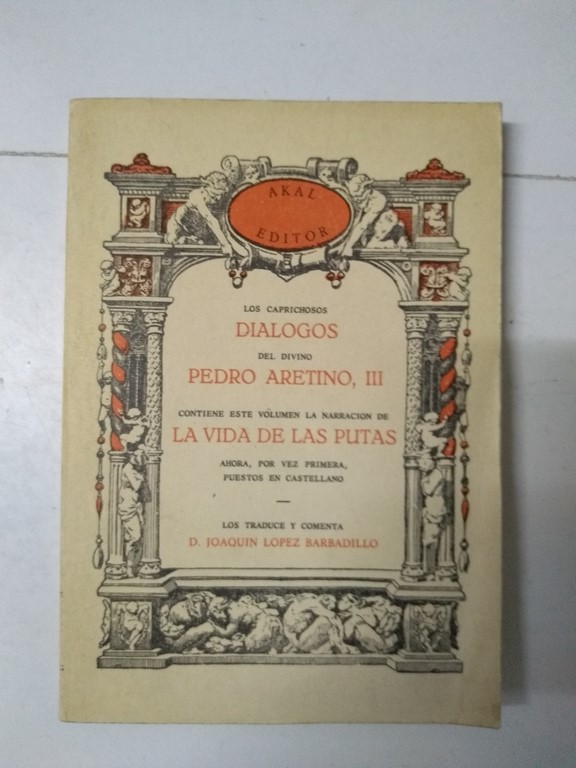 AKAL
EDITOR
LOS CAPRICHOSOS
DIALOGOS
DEL DIVINO
PEDRO ARETINO, III
CONTIENE ESTE VOLUMEN LA NARRACION DE
LA VIDA DE LAS PUTAS
AHORA, POR VEZ PRIMERA,
PUESTOS EN CASTELLANO
LOS TRADUCE Y COMENTA
D. JOAQUIN LOPEZ BARBADILLO